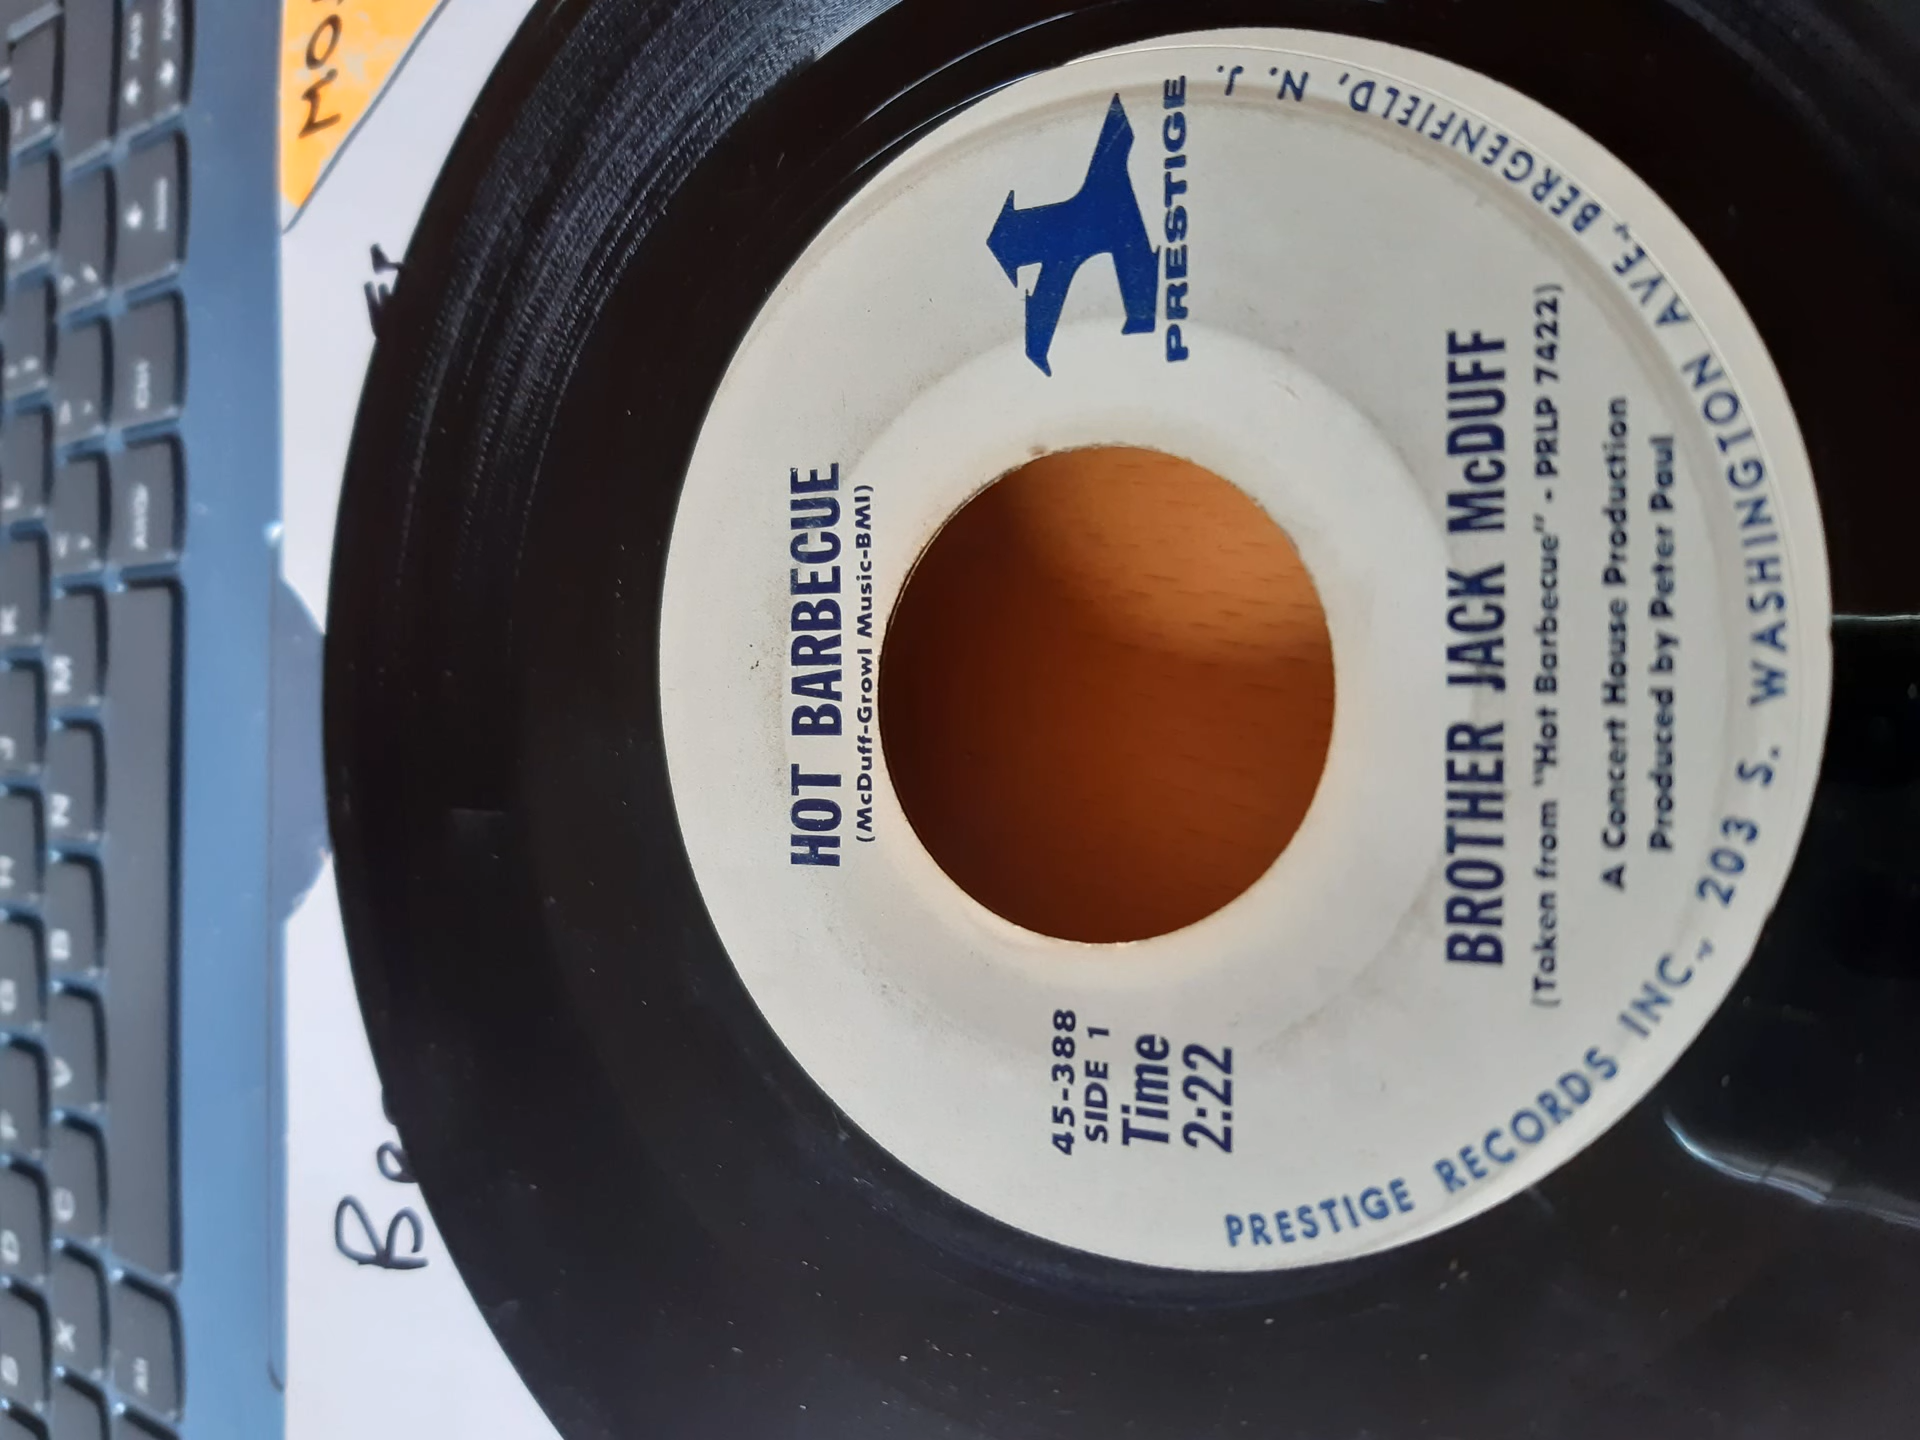 HOT BARBECUE
(McDuff-Growl Music-BMI)
45-388
SIDE 1
Time
2:22
PRESTIGE
BROTHER JACK McDUFF
(Taken from "Hot Barbecue" - PRLP 7422)
A Concert House Production
Produced by Peter Paul
PRESTIGE RECORDS INC., 203 S. WASHINGTON AVE., BERGENFIELD, N. J.